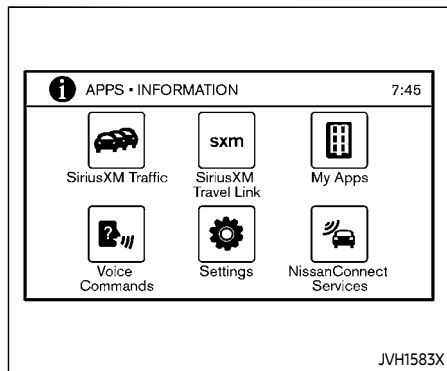 i APPS • INFORMATION 7:45
sxm
SiriusXM Traffic SiriusXM My Apps
Travel Link
?
Voice Settings NissanConnect
Commands Services
JVH1583X